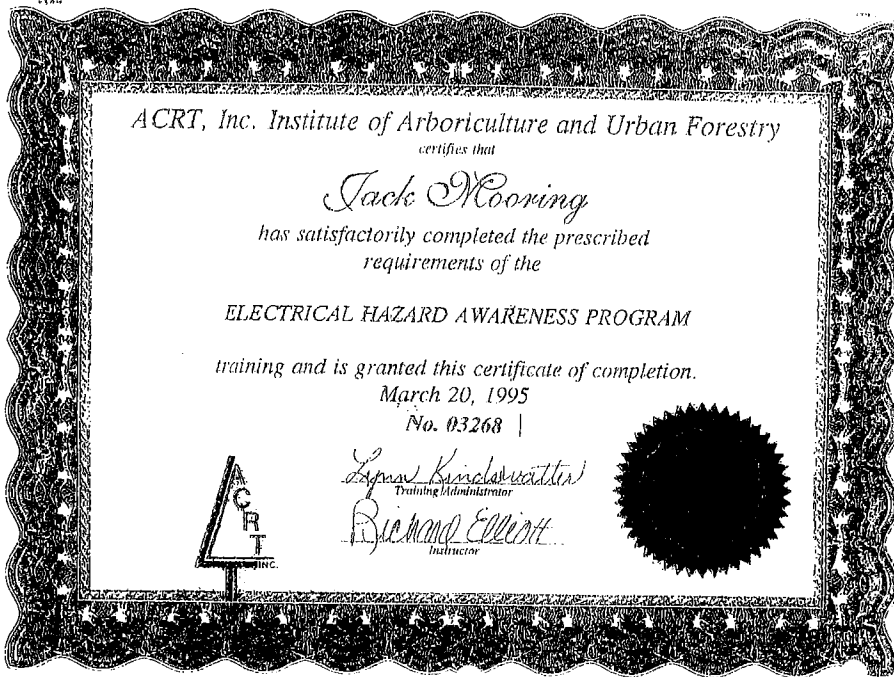 ACRT, Inc. Institute of Arboriculture and Urban Forestry
certifies that
Jack Mooring
has satisfactorily completed the prescribed
requirements of the
ELECTRICAL HAZARD AWARENESS PROGRAM
training and is granted this certificate of completion.
March 20, 1995
No. 03268
Lynn Kindswatter
Training Administrator
Richard Elliott
Instructor
ACRT
INC.